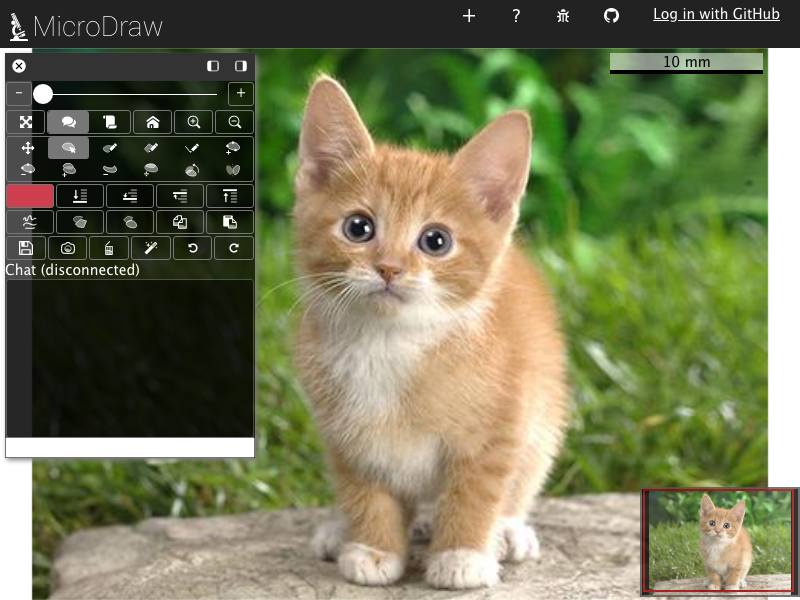 MicroDraw
+ ? Log in with GitHub
10 mm
- +
Chat (disconnected)